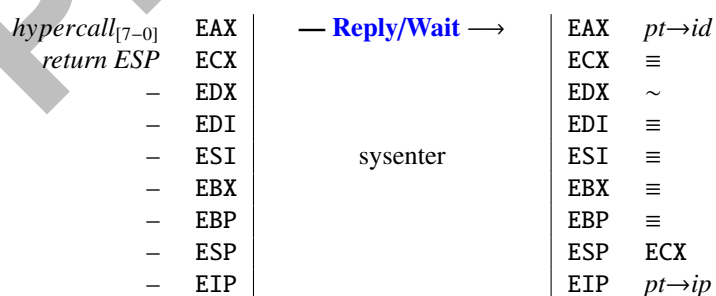 hypercall[7–0] EAX — Reply/Wait ⟶ EAX pt→id
return ESP ECX ECX ≡
– EDX EDX ∼
– EDI EDI ≡
– ESI sysenter ESI ≡
– EBX EBX ≡
– EBP EBP ≡
– ESP ESP ECX
– EIP EIP pt→ip